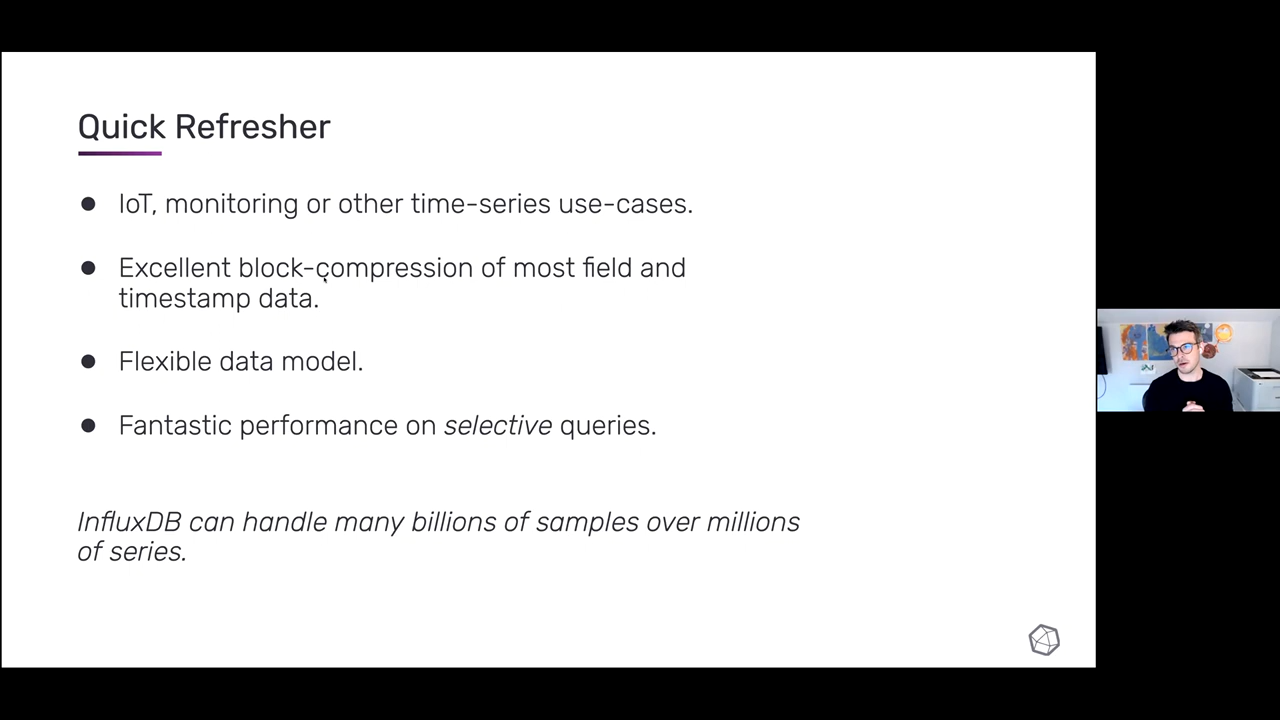 Quick Refresher
● IoT, monitoring or other time-series use-cases.
● Excellent block-compression of most field and
timestamp data.
● Flexible data model.
● Fantastic performance on selective queries.
InfluxDB can handle many billions of samples over millions
of series.